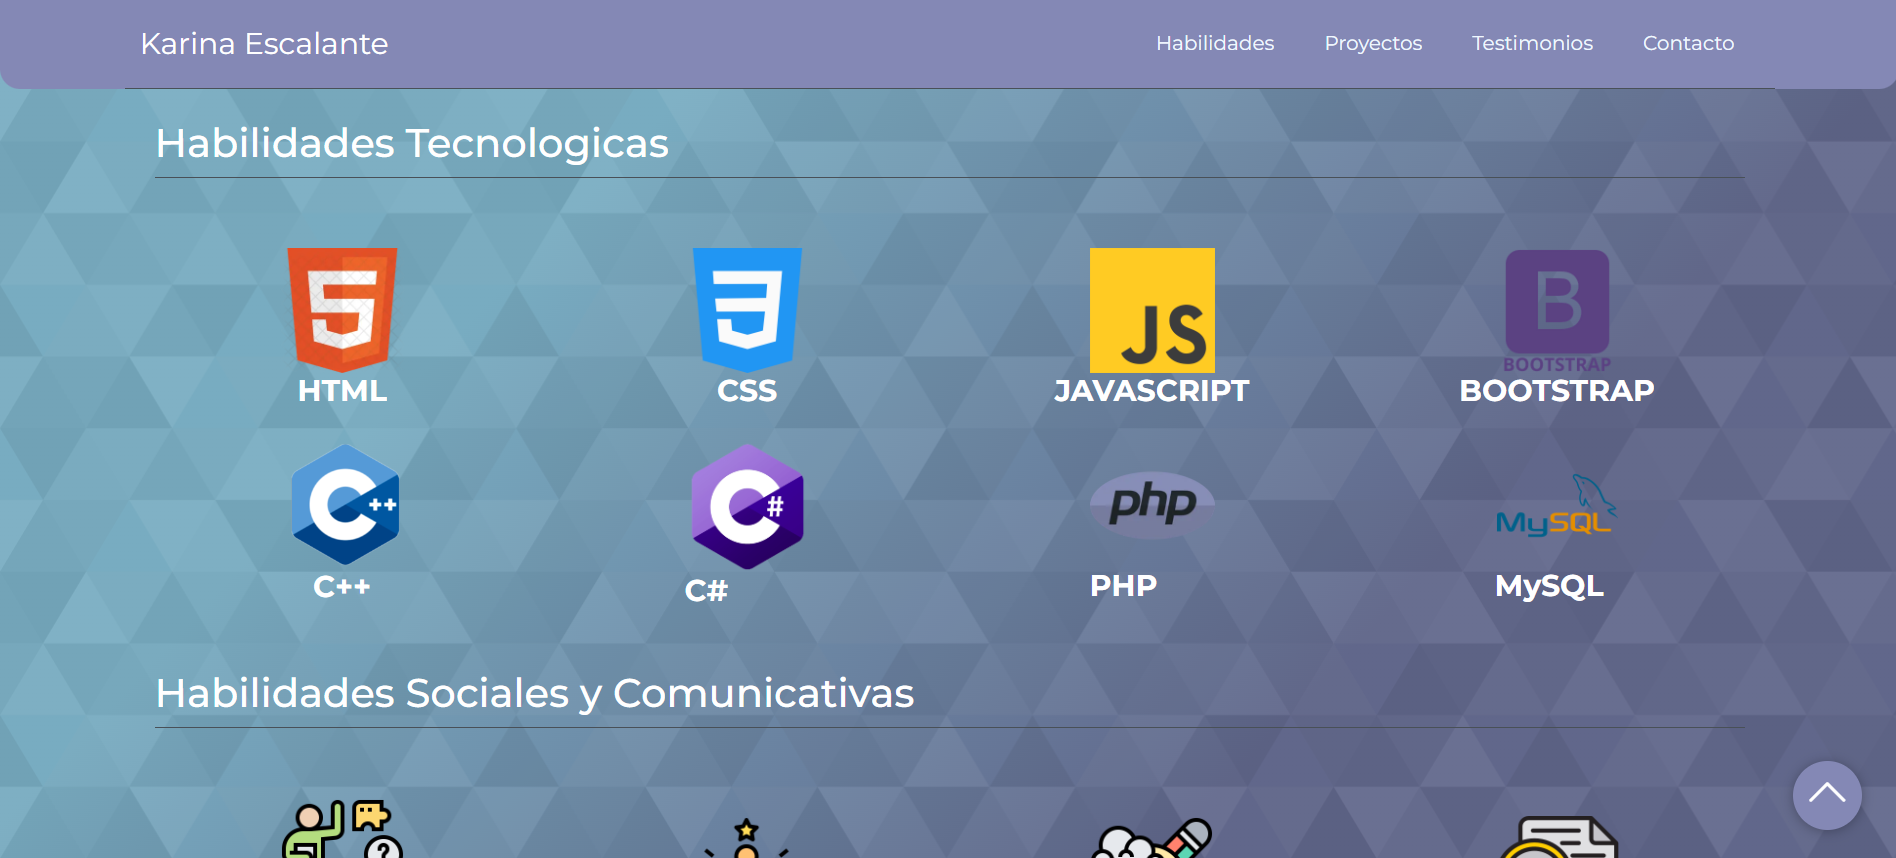 Karina Escalante
Habilidades Proyectos Testimonios Contacto
Habilidades Tecnologicas
5 3 JS B
BOOTSTRAP
HTML CSS JAVASCRIPT BOOTSTRAP
C++ C# php MySQL
C++ C# PHP MySQL
Habilidades Sociales y Comunicativas
?